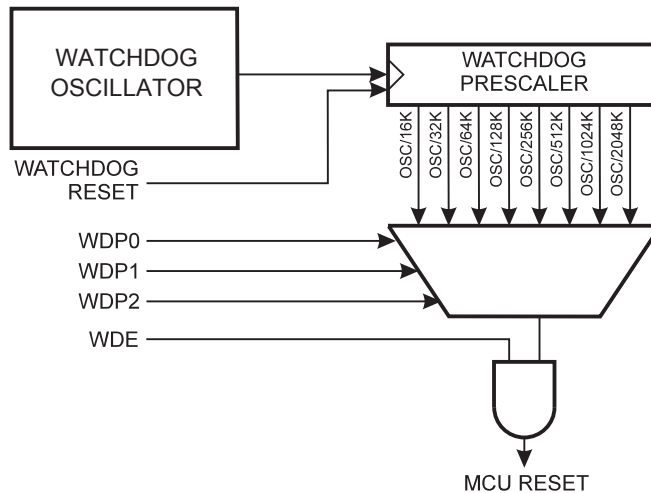 WATCHDOG
OSCILLATOR
WATCHDOG
PRESCALER
OSC/16K
OSC/32K
OSC/64K
OSC/128K
OSC/256K
OSC/512K
OSC/1024K
OSC/2048K
WATCHDOG
RESET
WDP0
WDP1
WDP2
WDE
MCU RESET